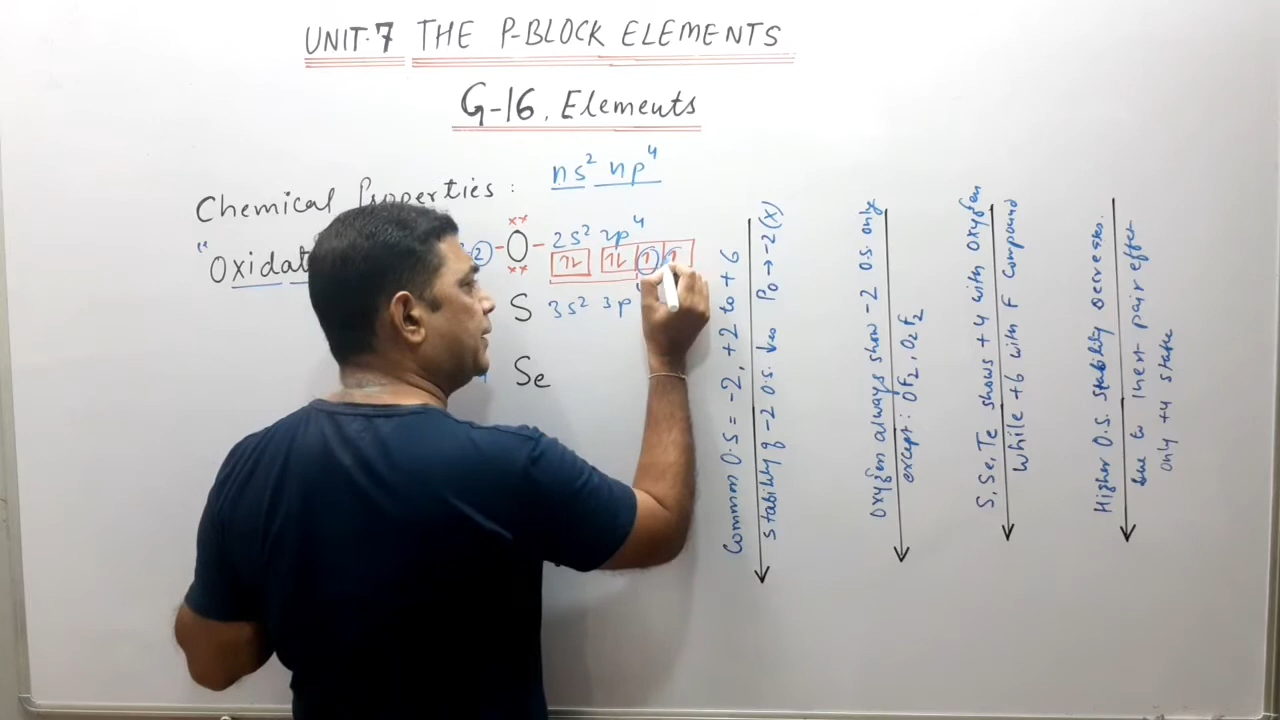 UNIT-7 THE P-BLOCK ELEMENTS
G-16. Elements
Chemical Properties :
ns² np⁴
"Oxidat
2 - O - 2s² 2p⁴
S 3s² 3p
Se
Common O.S = -2, +2 to +6
stability of -2 O.S. ↓es Po → -2(x)
Oxygen always show -2 O.S. only
except : OF₂, O₂F₂
S, Se, Te shows +4 with oxygen
while +6 with F compound
Higher O.S. stability decreases.
due to Inert pair effect
only +4 state